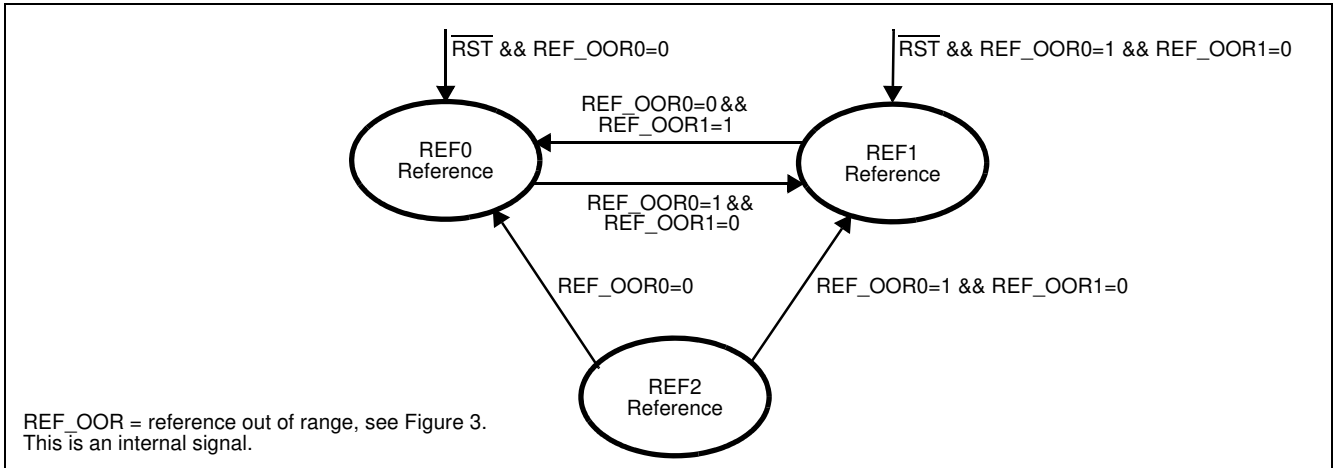 RST && REF_OOR0=0
RST && REF_OOR0=1 && REF_OOR1=0
REF_OOR0=0 &&
REF_OOR1=1
REF0
Reference
REF1
Reference
REF_OOR0=1 &&
REF_OOR1=0
REF_OOR0=0
REF_OOR0=1 && REF_OOR1=0
REF2
Reference
REF_OOR = reference out of range, see Figure 3.
This is an internal signal.